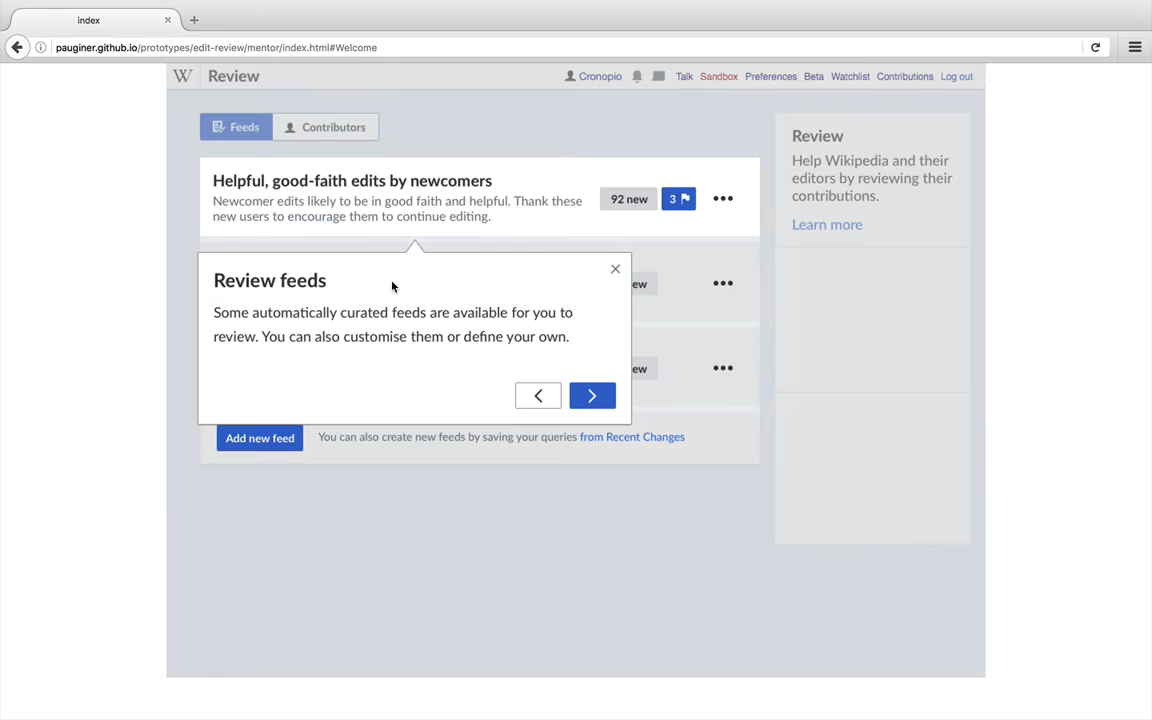 index
pauginer.github.io/prototypes/edit-review/mentor/index.html#Welcome
W Review Cronopio Talk Sandbox Preferences Beta Watchlist Contributions Log out
Feeds Contributors
Helpful, good-faith edits by newcomers
Newcomer edits likely to be in good faith and helpful. Thank these
new users to encourage them to continue editing.
92 new 3
Review feeds
Some automatically curated feeds are available for you to
review. You can also customise them or define your own.
Add new feed You can also create new feeds by saving your queries from Recent Changes
Review
Help Wikipedia and their
editors by reviewing their
contributions.
Learn more